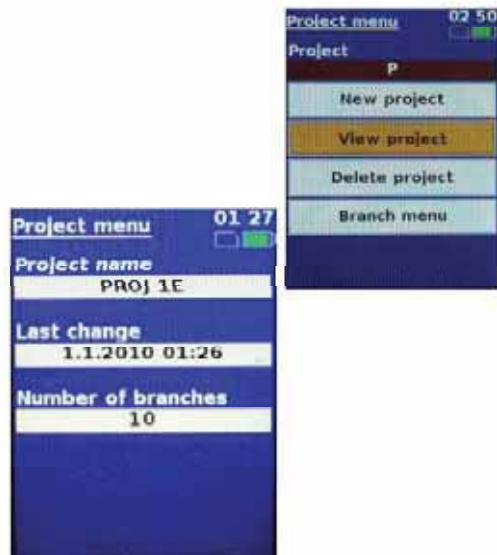 Project menu 02 50
Project
P
New project
View project
Delete project
Branch menu
Project menu 01 27
Project name
PROJ 1E
Last change
1.1.2010 01:26
Number of branches
10